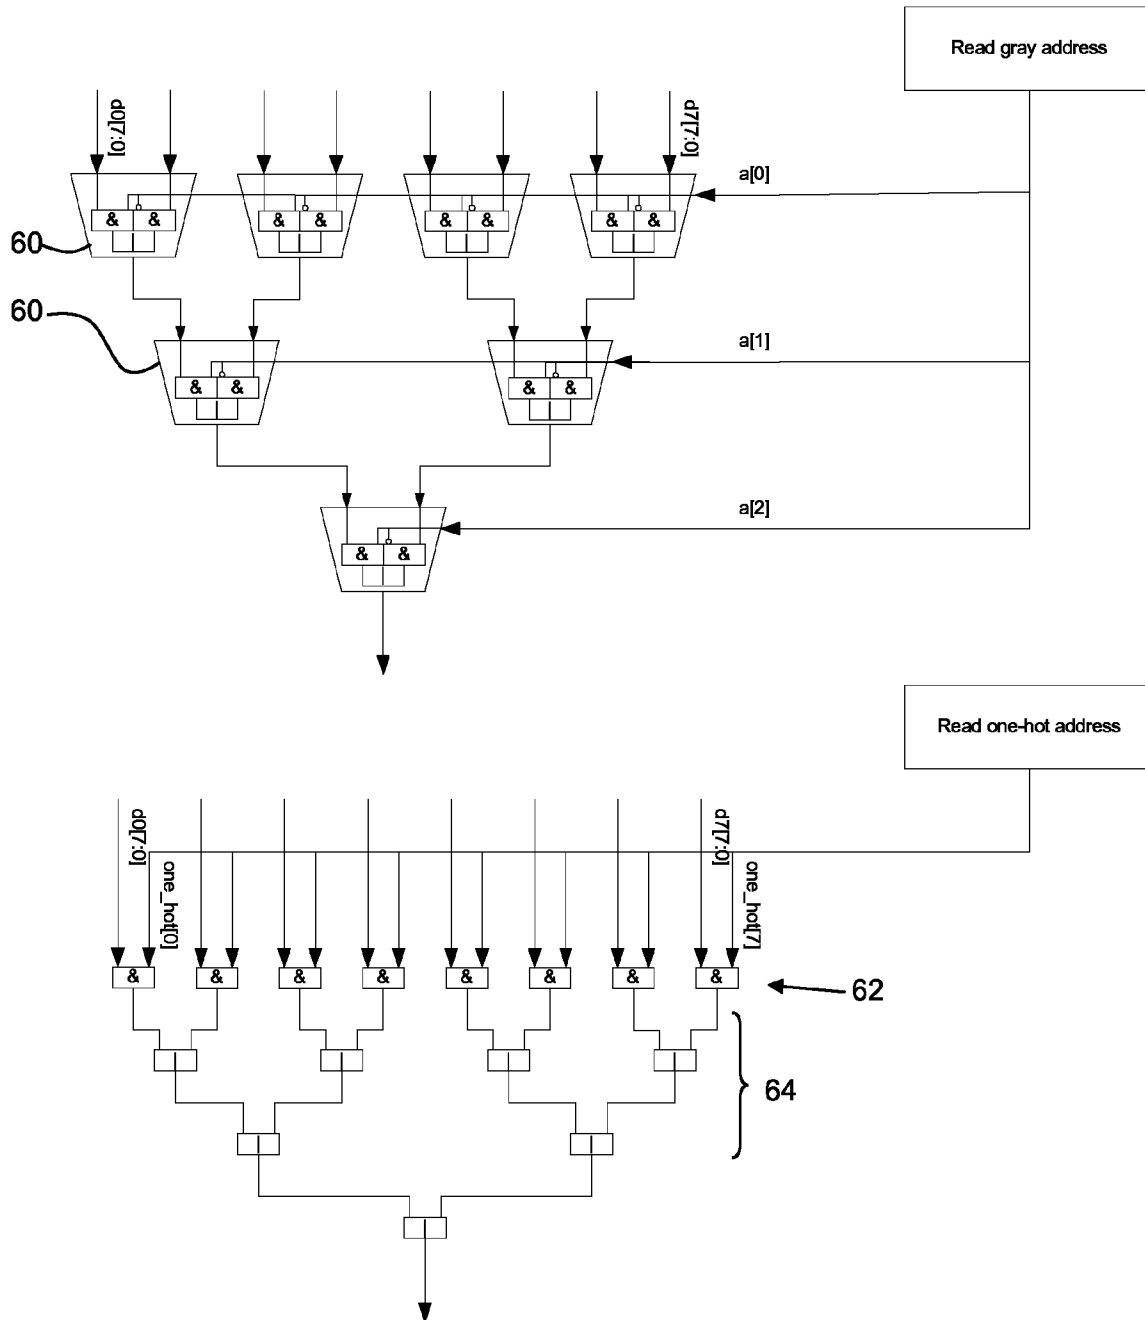 Read gray address
d0[7:0]
d7[7:0]
a[0]
& & & & & & & &
60
60
a[1]
& & & &
a[2]
& &
Read one-hot address
d0[7:0]
d7[7:0]
one_hot[0]
one_hot[7]
& & & & & & & &
62
64